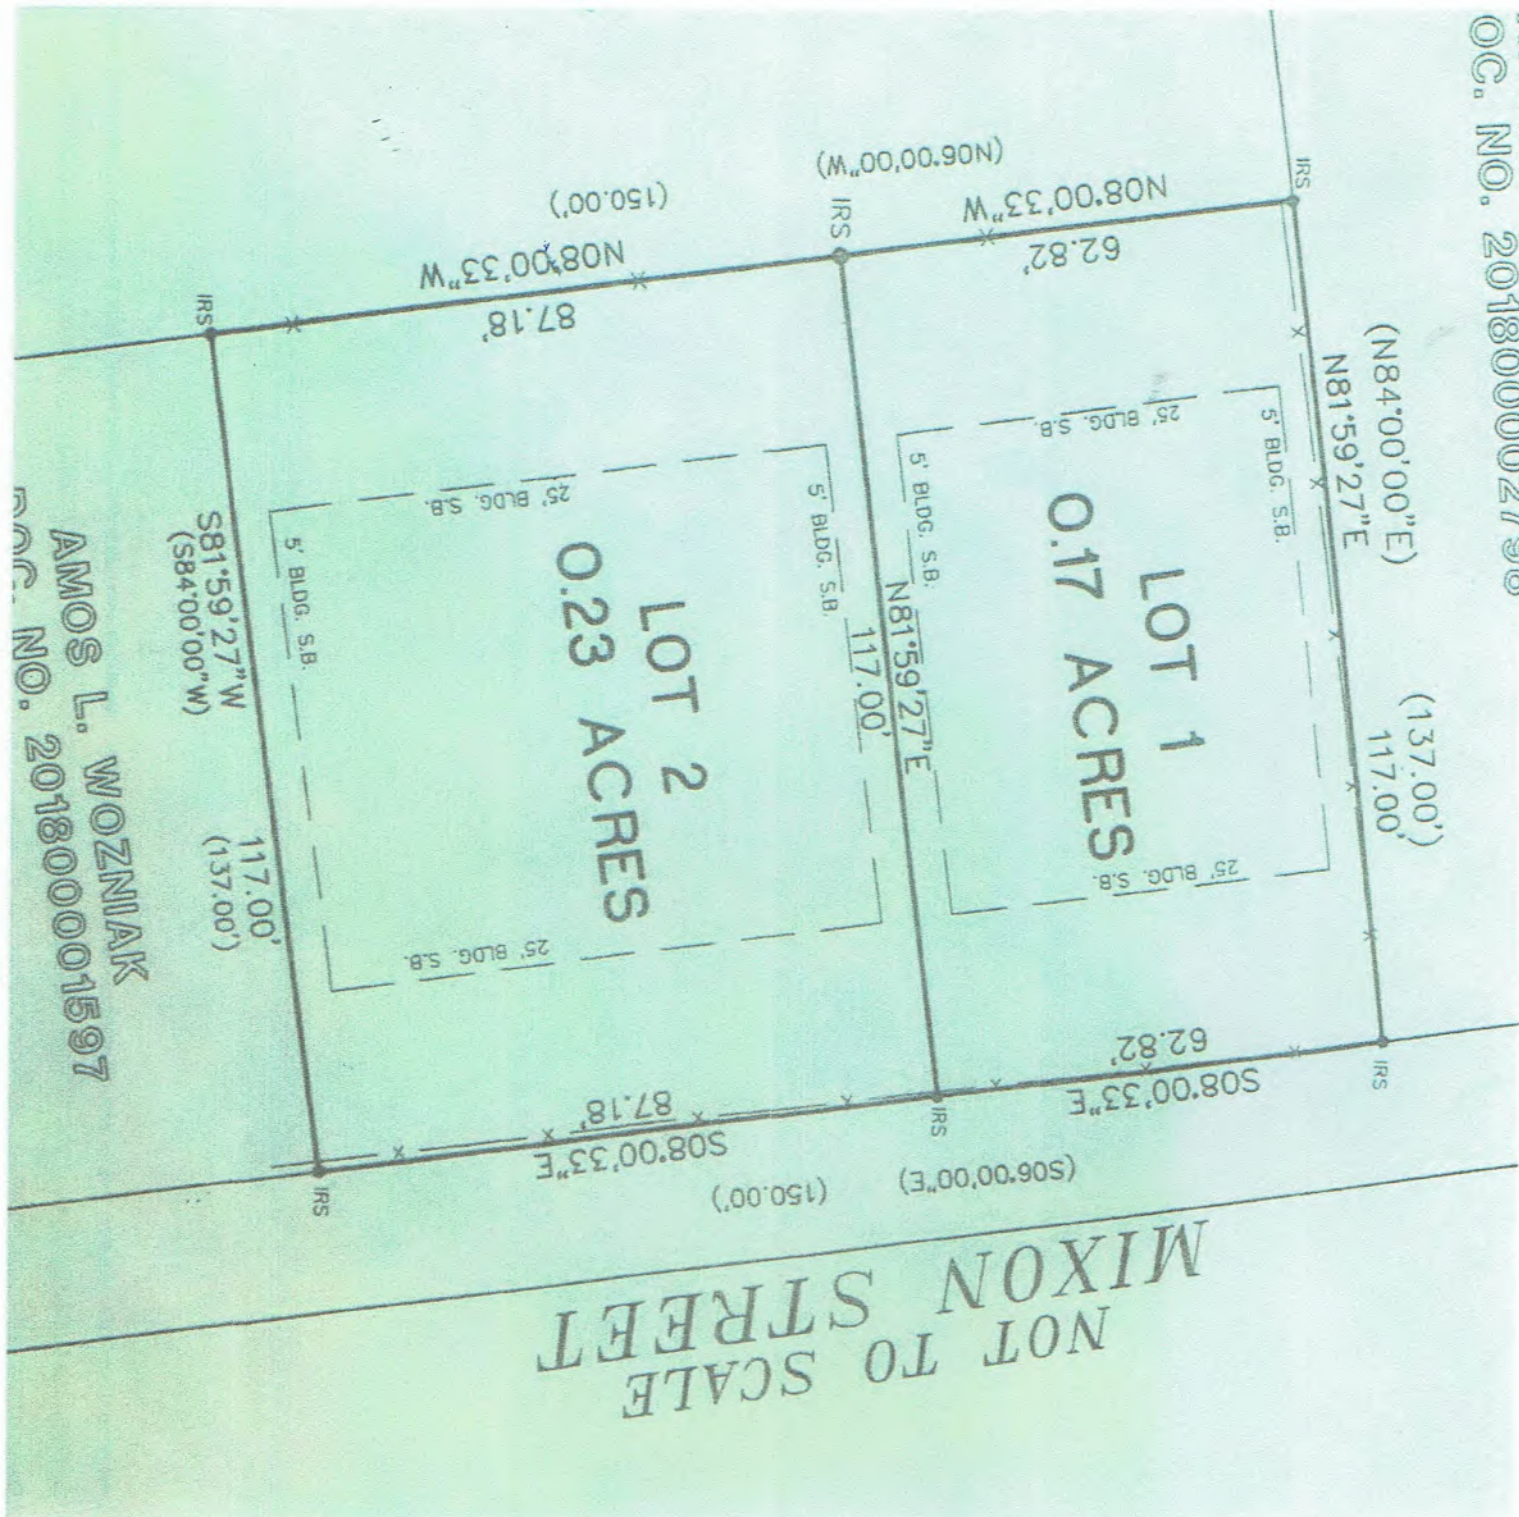 OC. NO. 2018000027
(N06°00'00"W)
(150.00')
N08°00'33"W
62.82'
IRS
IRS
N08°00'33"W
87.18'
IRS
(N84°00'00"E)
N81°59'27"E
(137.00')
117.00'
25' BLDG. S.B.
5' BLDG. S.B.
5' BLDG. S.B.
LOT 1
0.17 ACRES
25' BLDG. S.B.
N81°59'27"E
117.00'
25' BLDG. S.B.
5' BLDG. S.B.
5' BLDG. S.B.
LOT 2
0.23 ACRES
25' BLDG. S.B.
S81°59'27"W
(S84°00'00"W)
117.00'
(137.00')
AMOS L. WOZNIAK
DOC. NO. 2018000001597
62.82'
S08°00'33"E
IRS
IRS
87.18'
S08°00'33"E
IRS
(S06°00'00"E)
(150.00')
MIXON STREET
NOT TO SCALE